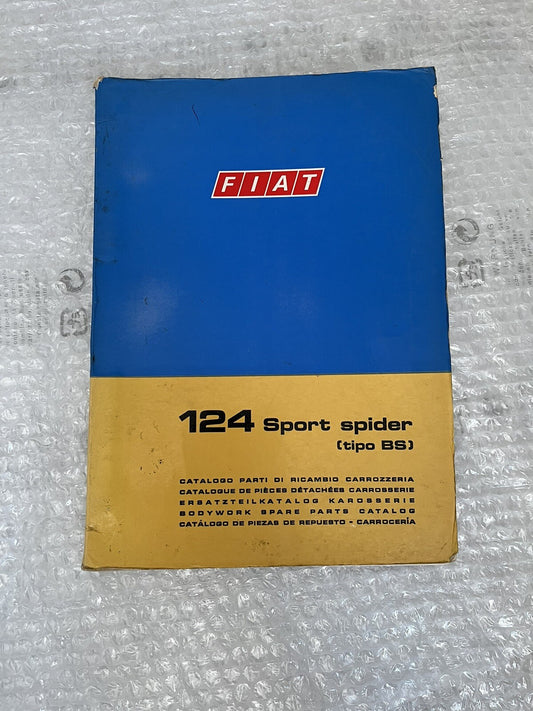 FIAT
124 Sport spider
(tipo BS)
CATALOGO PARTI DI RICAMBIO CARROZZERIA
CATALOGUE DE PIÈCES DÉTACHÉES CARROSSERIE
ERSATZTEILKATALOG KAROSSERIE
BODYWORK SPARE PARTS CATALOG
CATÁLOGO DE PIEZAS DE REPUESTO - CARROCERÍA